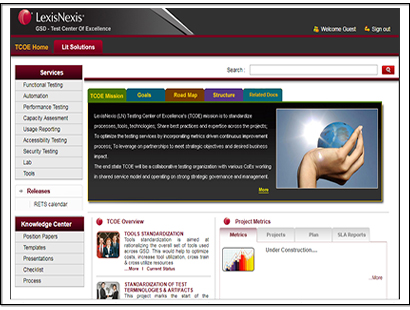 LexisNexis®
GSD - Test Center Of Excellence
Welcome Guest
Sign out
TCOE Home
Lit Solutions
Search :
Services
Functional Testing
Automation
Performance Testing
Capacity Assesment
Usage Reporting
Accessibility Testing
Security Testing
Lab
Tools
Releases
RETS calendar
Knowledge Center
Position Papers
Templates
Presentations
Checklist
Process
TCOE Mission
Goals
Road Map
Structure
Related Docs
LexisNexis (LN) Testing Center of Excellence's (TCOE) mission is to standardize
processes, tools, technologies; Share best practices and expertise across the projects;
To optimize the testing services by incorporating metrics driven continuous improvement
process; To leverage on partnerships to meet strategic objectives and desired business
impact.
The end state TCOE will be a collaborative testing organization with various CoEs working
in shared service model and operating on strong strategic governance and management.
More
TCOE Overview
TOOLS STANDARDIZATION
Tools standardization is aimed at
rationalizing the overall set of tools used
across GSD. This would help to optimize
costs, increase tool utilization, cross train
& cross utilize resources
...More | Current Status
STANDARDIZATION OF TEST
TERMINOLOGIES & ARTIFACTS
This project marks the start of the
Project Metrics
Metrics
Projects
Plan
SLA Reports
Under Construction....
...More